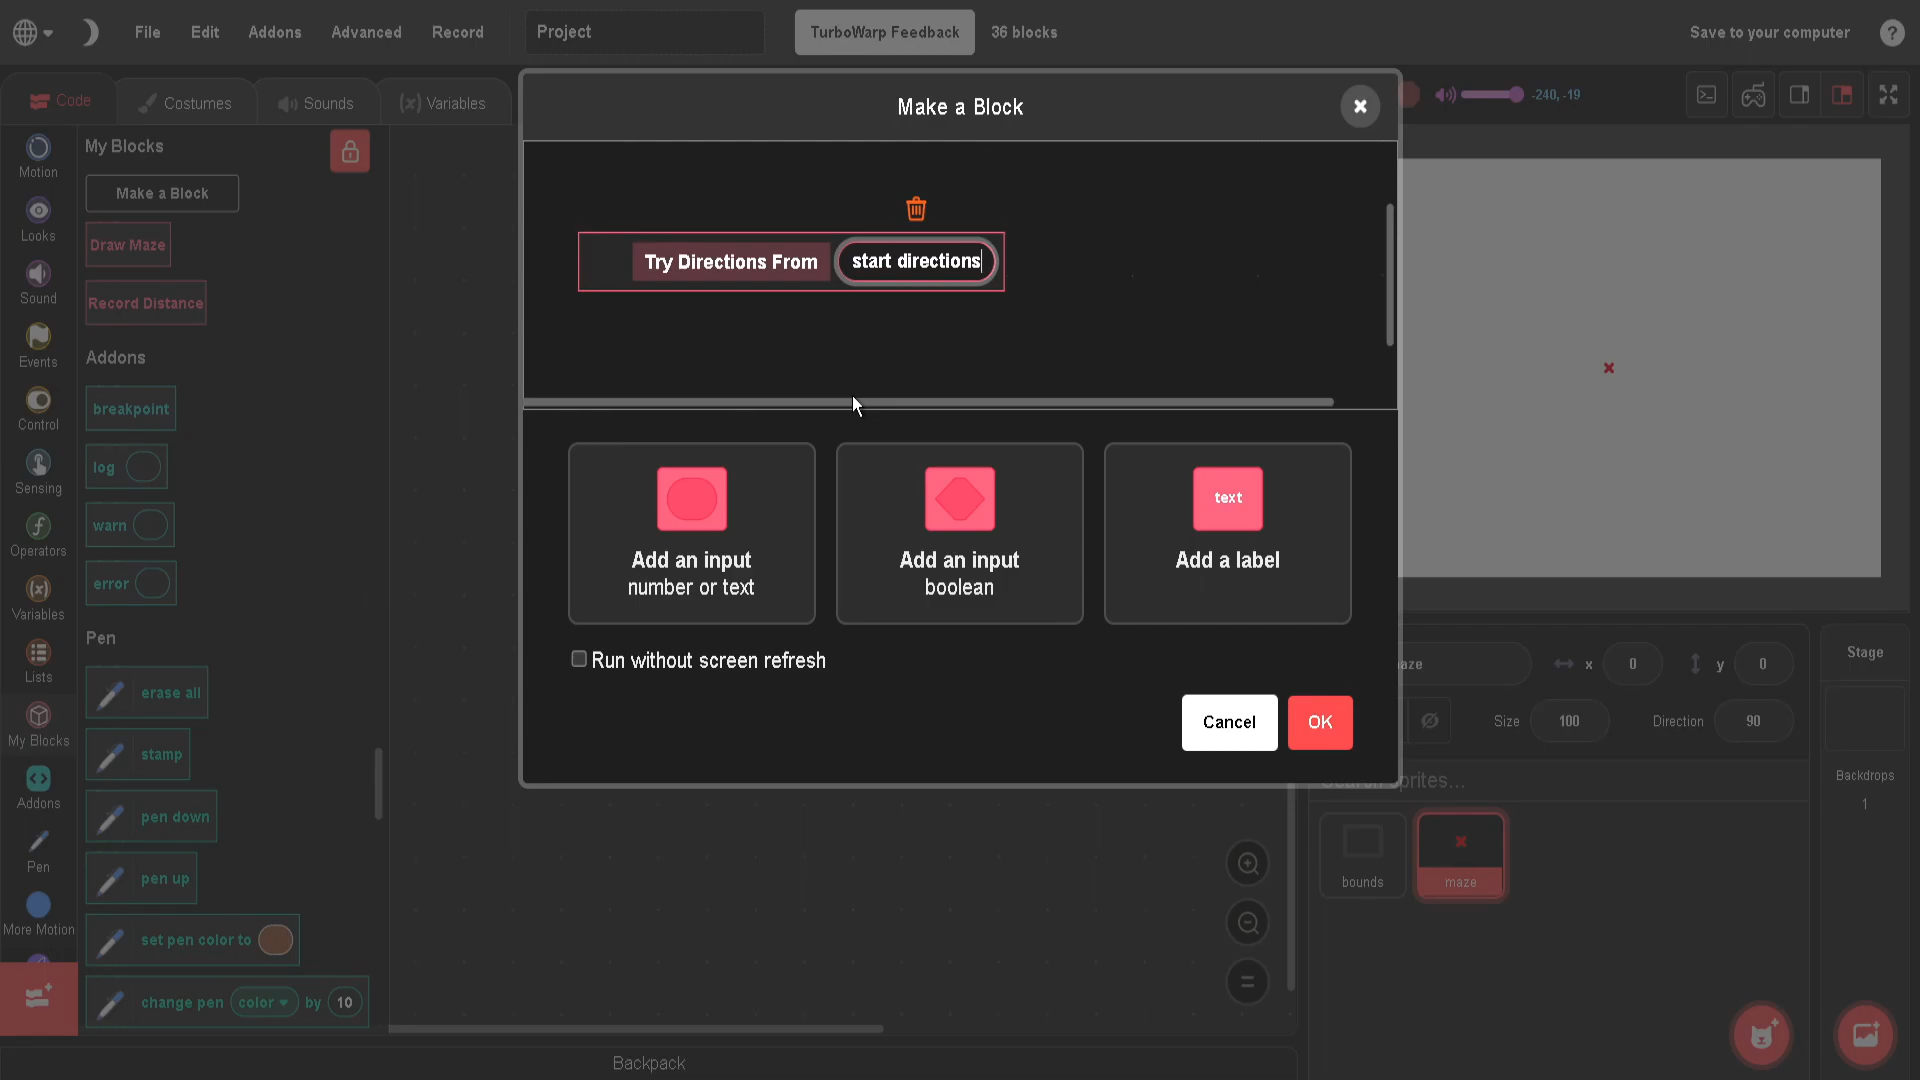 File Edit Addons Advanced Record Project TurboWarp Feedback 36 blocks Save to your computer ?
Code Costumes Sounds (x) Variables
-240, -19
Make a Block
My Blocks
Make a Block
Draw Maze
Record Distance
Addons
breakpoint
log
warn
error
Pen
erase all
stamp
pen down
pen up
set pen color to
change pen color by 10
Motion
Looks
Sound
Events
Control
Sensing
Operators
Variables
Lists
My Blocks
Addons
Pen
More Motion
Try Directions From start directions
Add an input
number or text
Add an input
boolean
text
Add a label
Run without screen refresh
Cancel OK
aze x 0 y 0
Size 100 Direction 90
Search sprites...
bounds
maze
Stage
Backdrops
1
Backpack